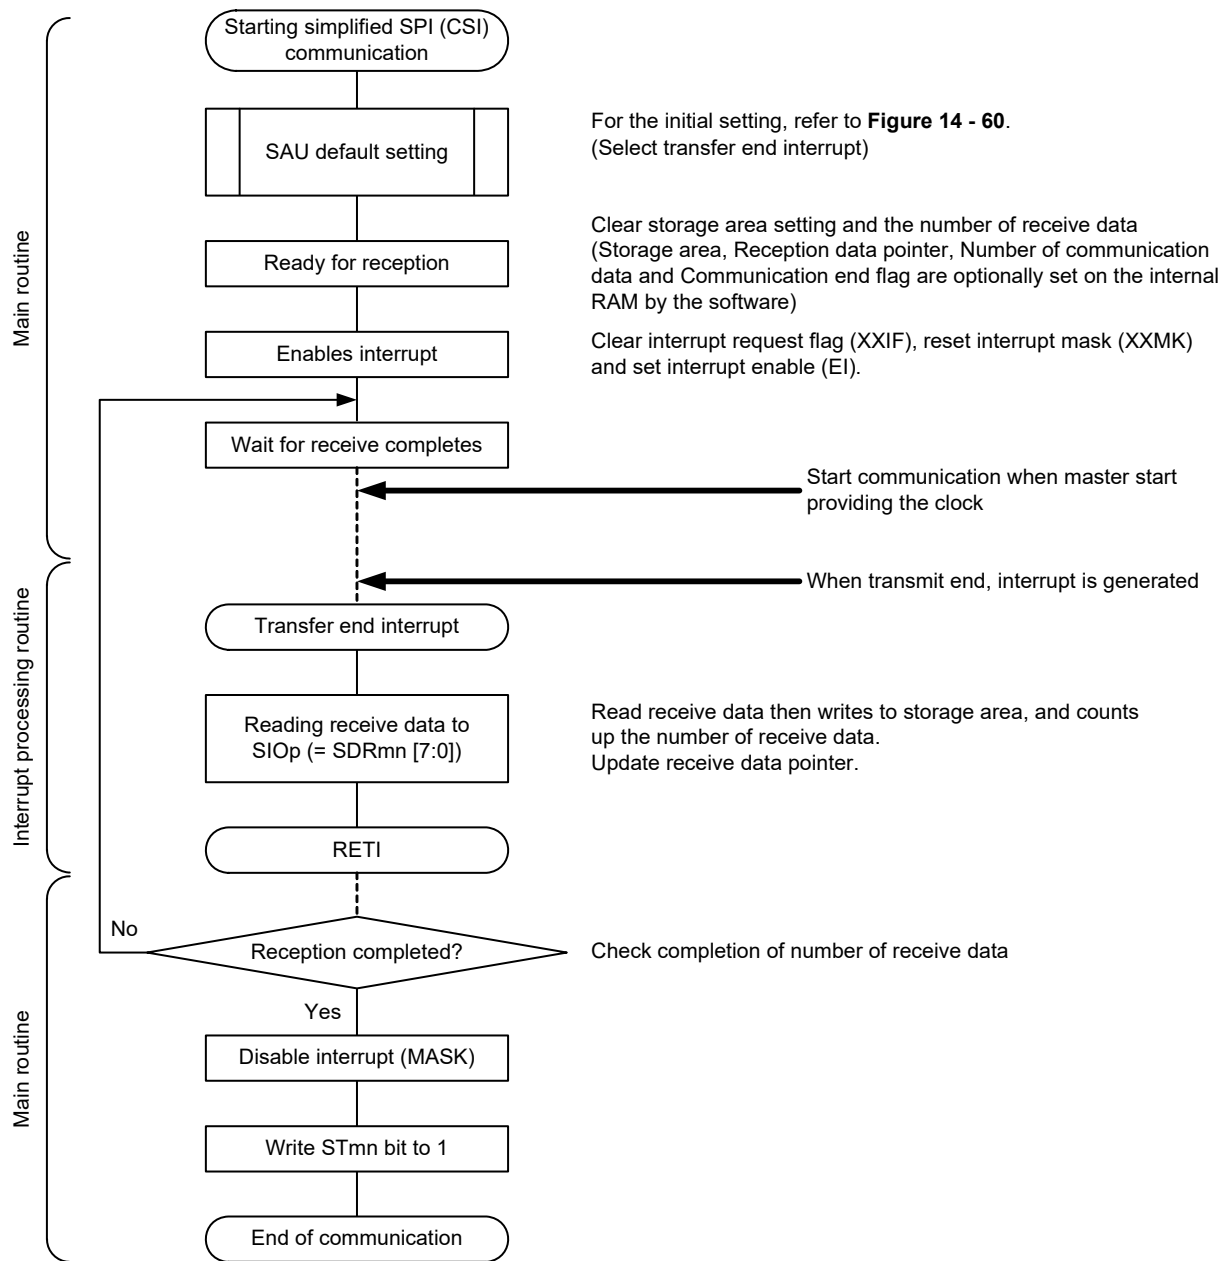 Starting simplified SPI (CSI)
communication
SAU default setting
For the initial setting, refer to Figure 14 - 60.
(Select transfer end interrupt)
Main routine
Ready for reception
Clear storage area setting and the number of receive data
(Storage area, Reception data pointer, Number of communication
data and Communication end flag are optionally set on the internal
RAM by the software)
Enables interrupt
Clear interrupt request flag (XXIF), reset interrupt mask (XXMK)
and set interrupt enable (EI).
Wait for receive completes
Start communication when master start
providing the clock
When transmit end, interrupt is generated
Interrupt processing routine
Transfer end interrupt
Reading receive data to
SIOp (= SDRmn [7:0])
Read receive data then writes to storage area, and counts
up the number of receive data.
Update receive data pointer.
RETI
No
Reception completed?
Check completion of number of receive data
Yes
Main routine
Disable interrupt (MASK)
Write STmn bit to 1
End of communication